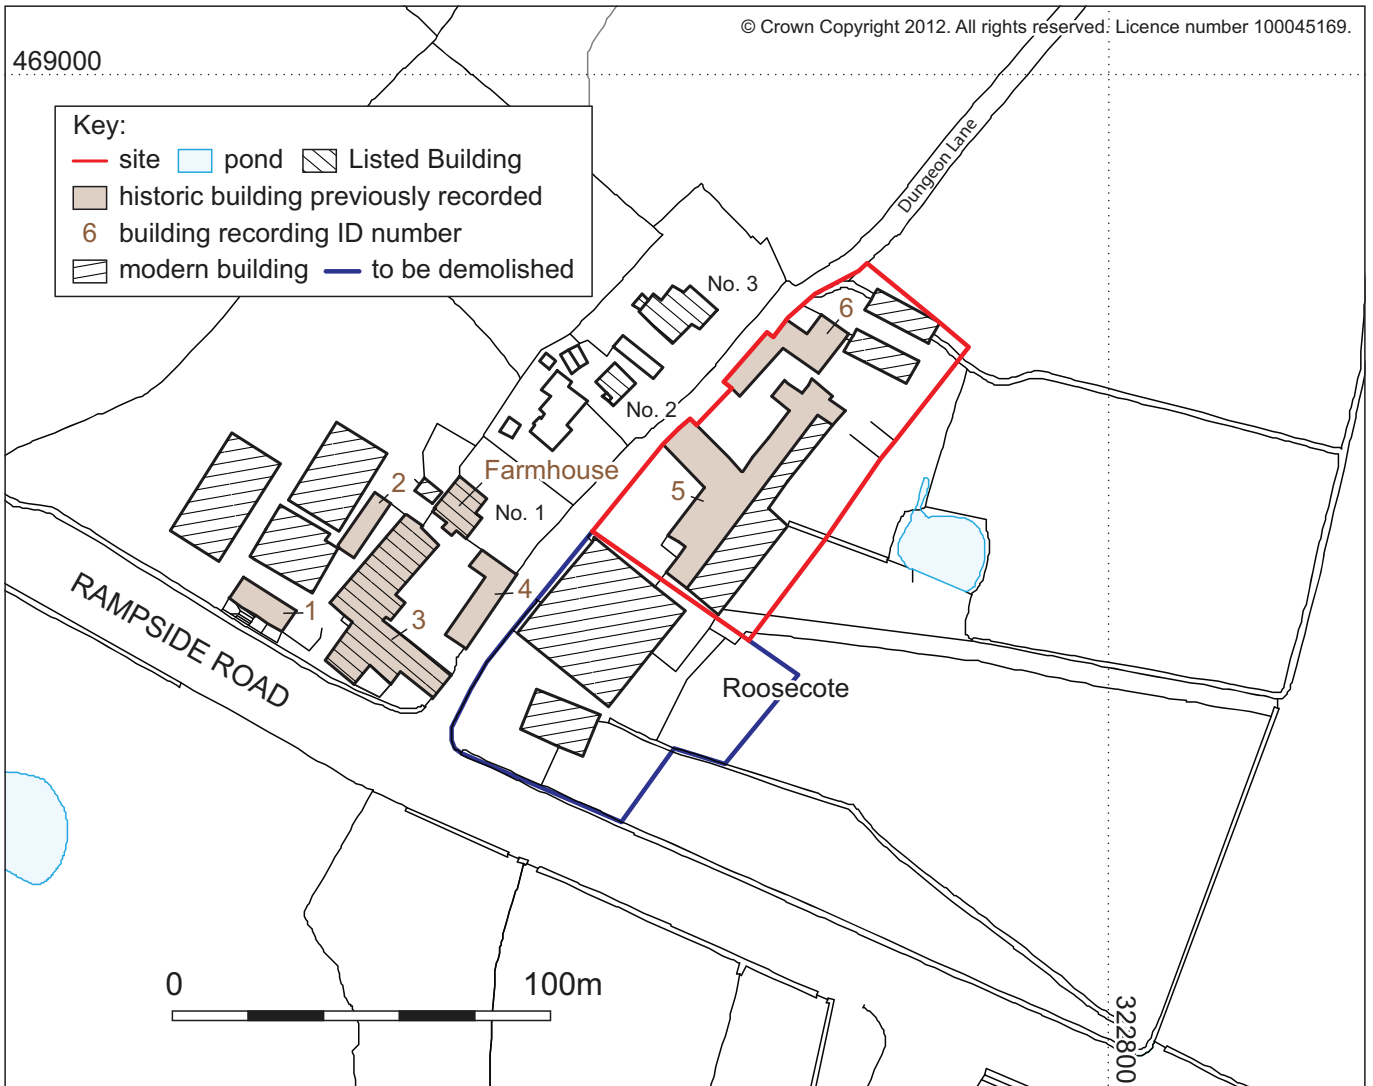 © Crown Copyright 2012. All rights reserved. Licence number 100045169.
469000
Key:
site pond Listed Building
historic building previously recorded
6 building recording ID number
modern building to be demolished
Dungeon Lane
No. 3
6
No. 2
Farmhouse
2
5
No. 1
4
1
3
RAMPSIDE ROAD
Roosecote
0 100m
322800